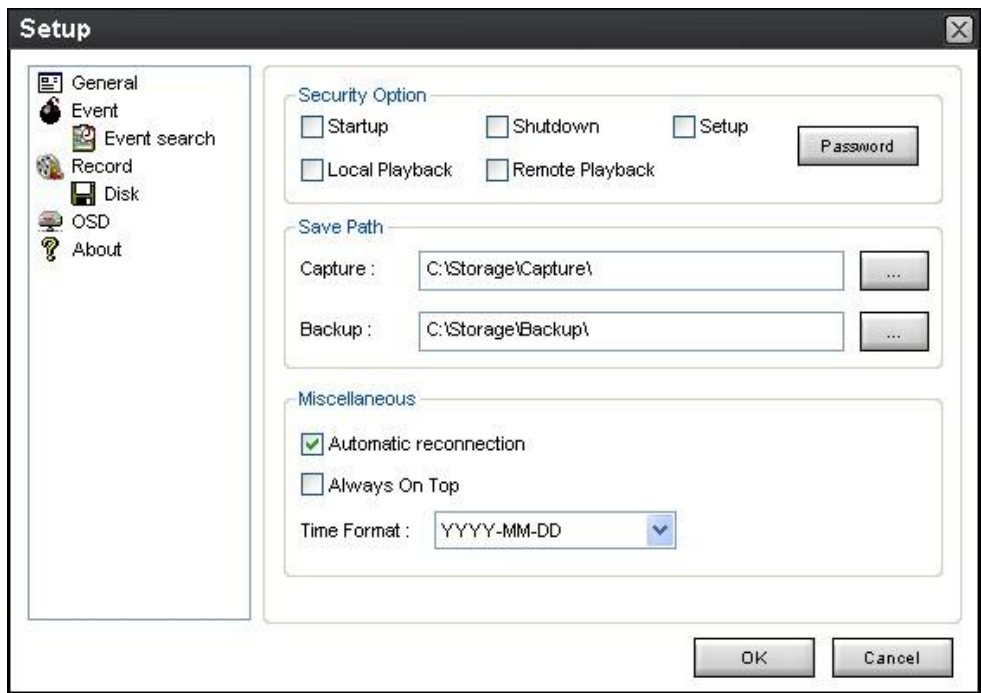 Setup
General
Event
Event search
Record
Disk
OSD
About
Security Option
Startup
Shutdown
Setup
Password
Local Playback
Remote Playback
Save Path
Capture :
C:\Storage\Capture\
...
Backup :
C:\Storage\Backup\
...
Miscellaneous
Automatic reconnection
Always On Top
Time Format :
YYYY-MM-DD
OK
Cancel